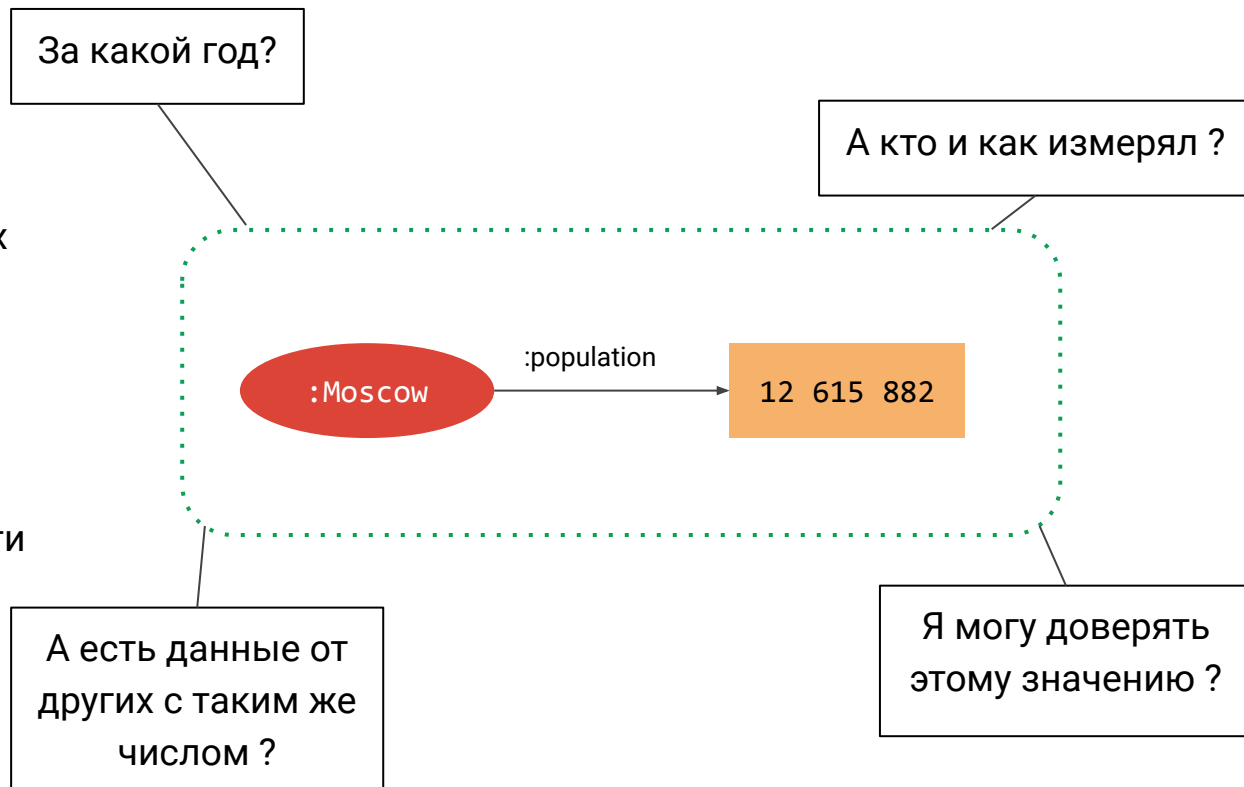 За какой год?
А кто и как измерял ?
х
:population
:Moscow
12 615 882
ти
А есть данные от
других с таким же
числом ?
Я могу доверять
этому значению ?